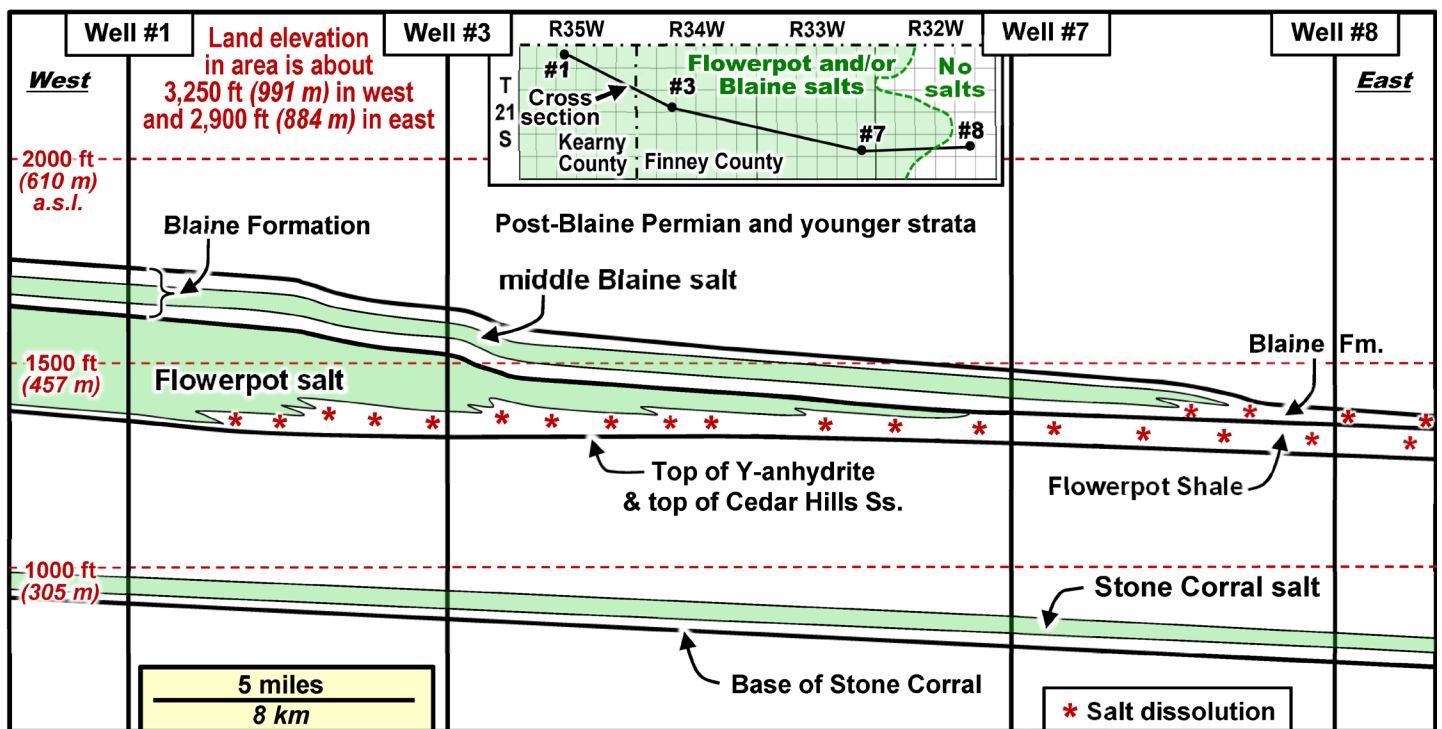 Well #1
Well #3
Well #7
Well #8
West
East
Land elevation
in area is about
3,250 ft (991 m) in west
and 2,900 ft (884 m) in east
R35W
R34W
R33W
R32W
#1
#3
#7
#8
T
21
S
Cross
section
Flowerpot and/or
Blaine salts
No
salts
Kearny
County
Finney County
2000 ft
(610 m)
a.s.l.
Blaine Formation
Post-Blaine Permian and younger strata
middle Blaine salt
1500 ft
(457 m)
Flowerpot salt
Blaine Fm.
Top of Y-anhydrite
& top of Cedar Hills Ss.
Flowerpot Shale
1000 ft
(305 m)
Stone Corral salt
Base of Stone Corral
5 miles
8 km
* Salt dissolution